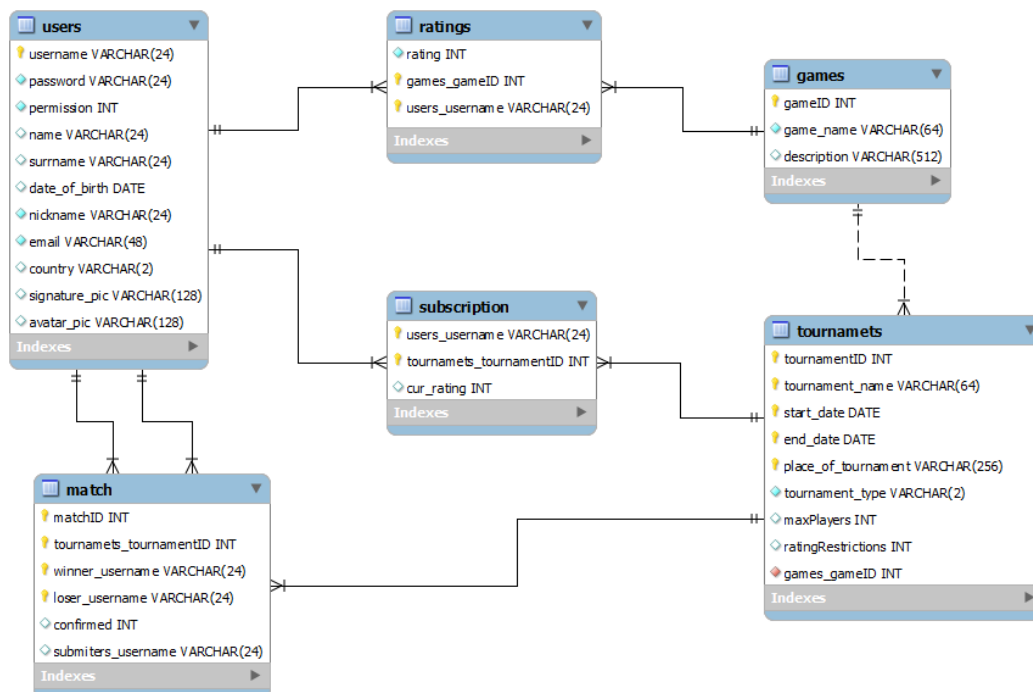 users
username VARCHAR(24)
password VARCHAR(24)
permission INT
name VARCHAR(24)
surrname VARCHAR(24)
date_of_birth DATE
nickname VARCHAR(24)
email VARCHAR(48)
country VARCHAR(2)
signature_pic VARCHAR(128)
avatar_pic VARCHAR(128)
Indexes
ratings
rating INT
games_gameID INT
users_username VARCHAR(24)
Indexes
games
gameID INT
game_name VARCHAR(64)
description VARCHAR(512)
Indexes
subscription
users_username VARCHAR(24)
tournamets_tournamentID INT
cur_rating INT
Indexes
tournamets
tournamentID INT
tournament_name VARCHAR(64)
start_date DATE
end_date DATE
place_of_tournament VARCHAR(256)
tournament_type VARCHAR(2)
maxPlayers INT
ratingRestrictions INT
games_gameID INT
Indexes
match
matchID INT
tournamets_tournamentID INT
winner_username VARCHAR(24)
loser_username VARCHAR(24)
confirmed INT
submiters_username VARCHAR(24)
Indexes